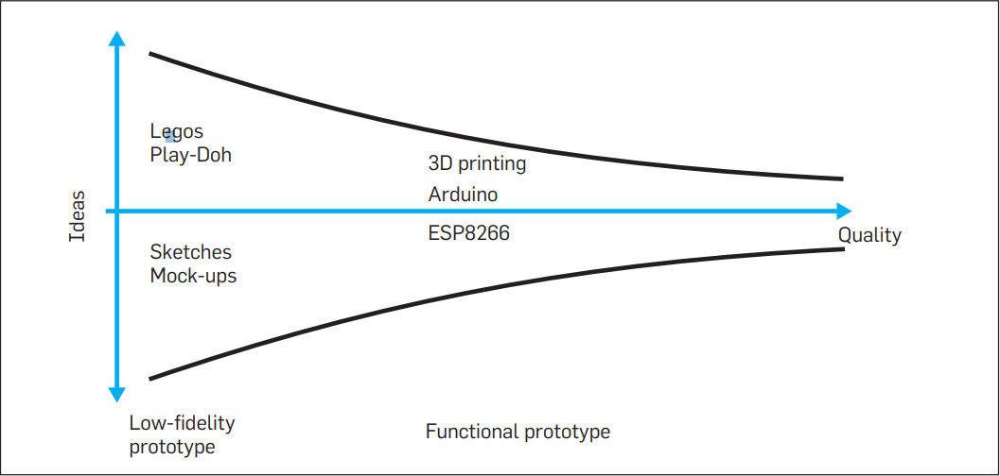 Legos
Play-Doh
3D printing
Arduino
Ideas
ESP8266
Quality
Sketches
Mock-ups
Low-fidelity
prototype
Functional prototype